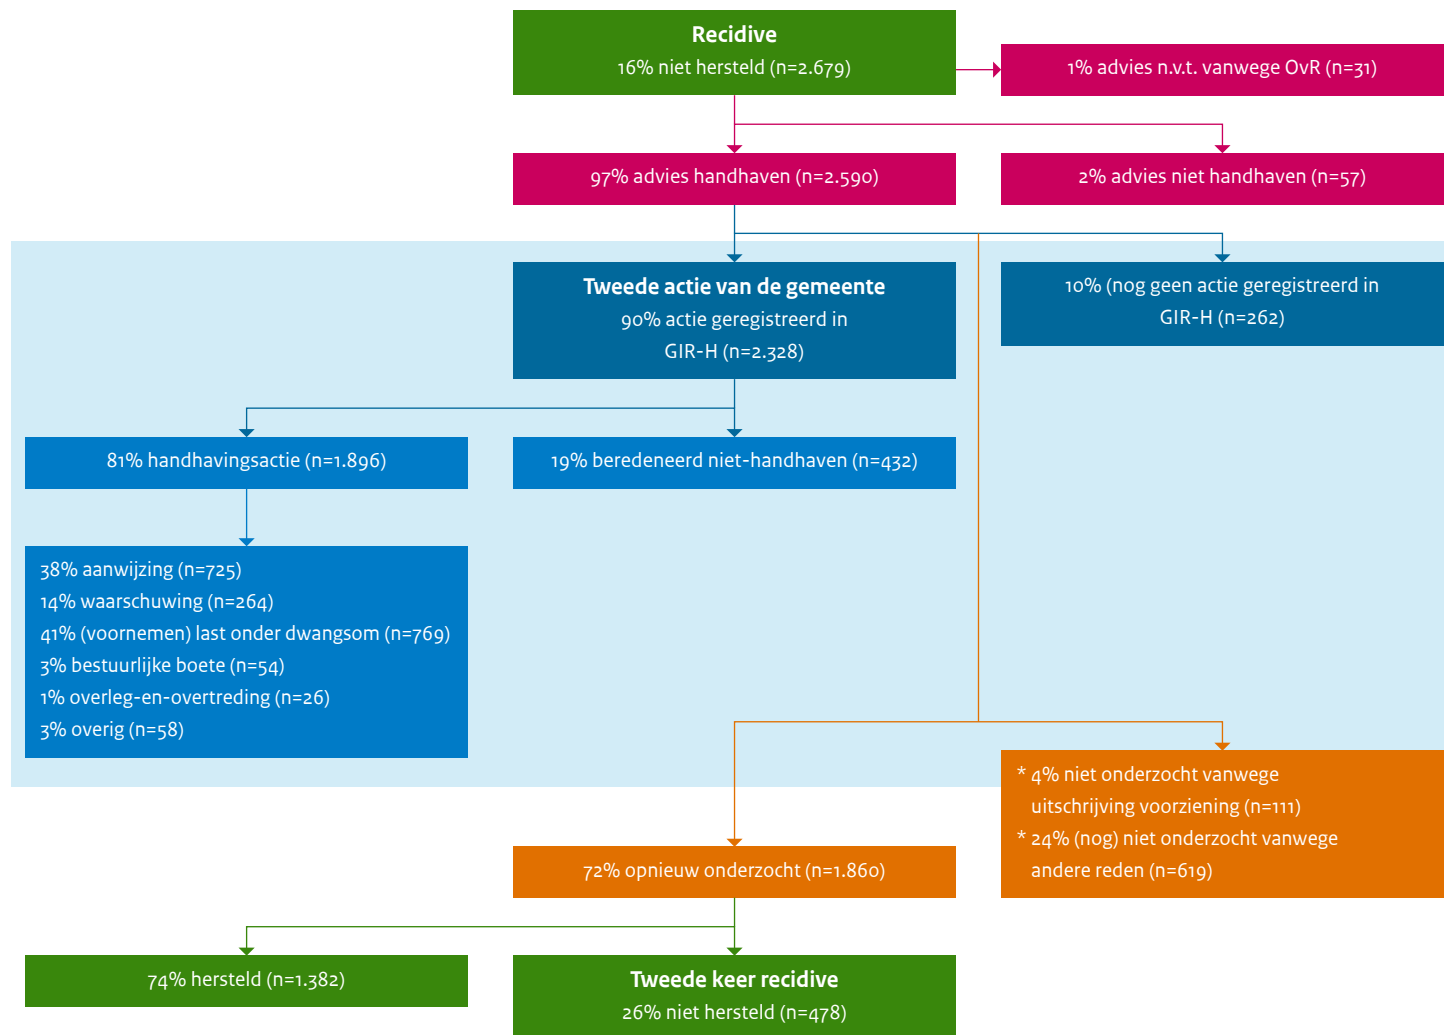 Recidive
16% niet hersteld (n=2.679)
1% advies n.v.t. vanwege OvR (n=31)
97% advies handhaven (n=2.590)
2% advies niet handhaven (n=57)
Tweede actie van de gemeente
90% actie geregistreerd in
GIR-H (n=2.328)
10% (nog geen actie geregistreerd in
GIR-H (n=262)
81% handhavingsactie (n=1.896)
19% beredeneerd niet-handhaven (n=432)
38% aanwijzing (n=725)
14% waarschuwing (n=264)
41% (voornemen) last onder dwangsom (n=769)
3% bestuurlijke boete (n=54)
1% overleg-en-overtreding (n=26)
3% overig (n=58)
* 4% niet onderzocht vanwege
uitschrijving voorziening (n=111)
* 24% (nog) niet onderzocht vanwege
andere reden (n=619)
72% opnieuw onderzocht (n=1.860)
74% hersteld (n=1.382)
Tweede keer recidive
26% niet hersteld (n=478)